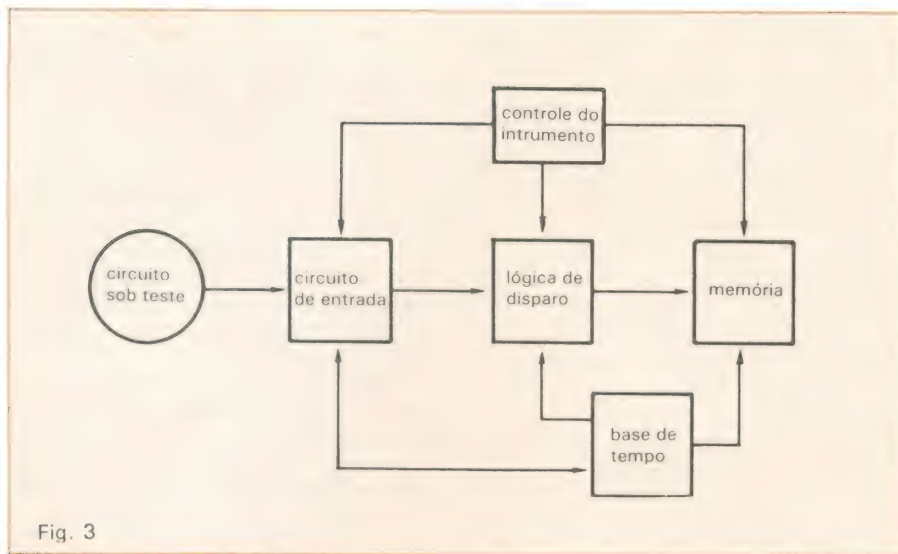 controle do
intrumento
circuito
sob teste
circuito
de entrada
lógica de
disparo
memória
base de
tempo
Fig. 3